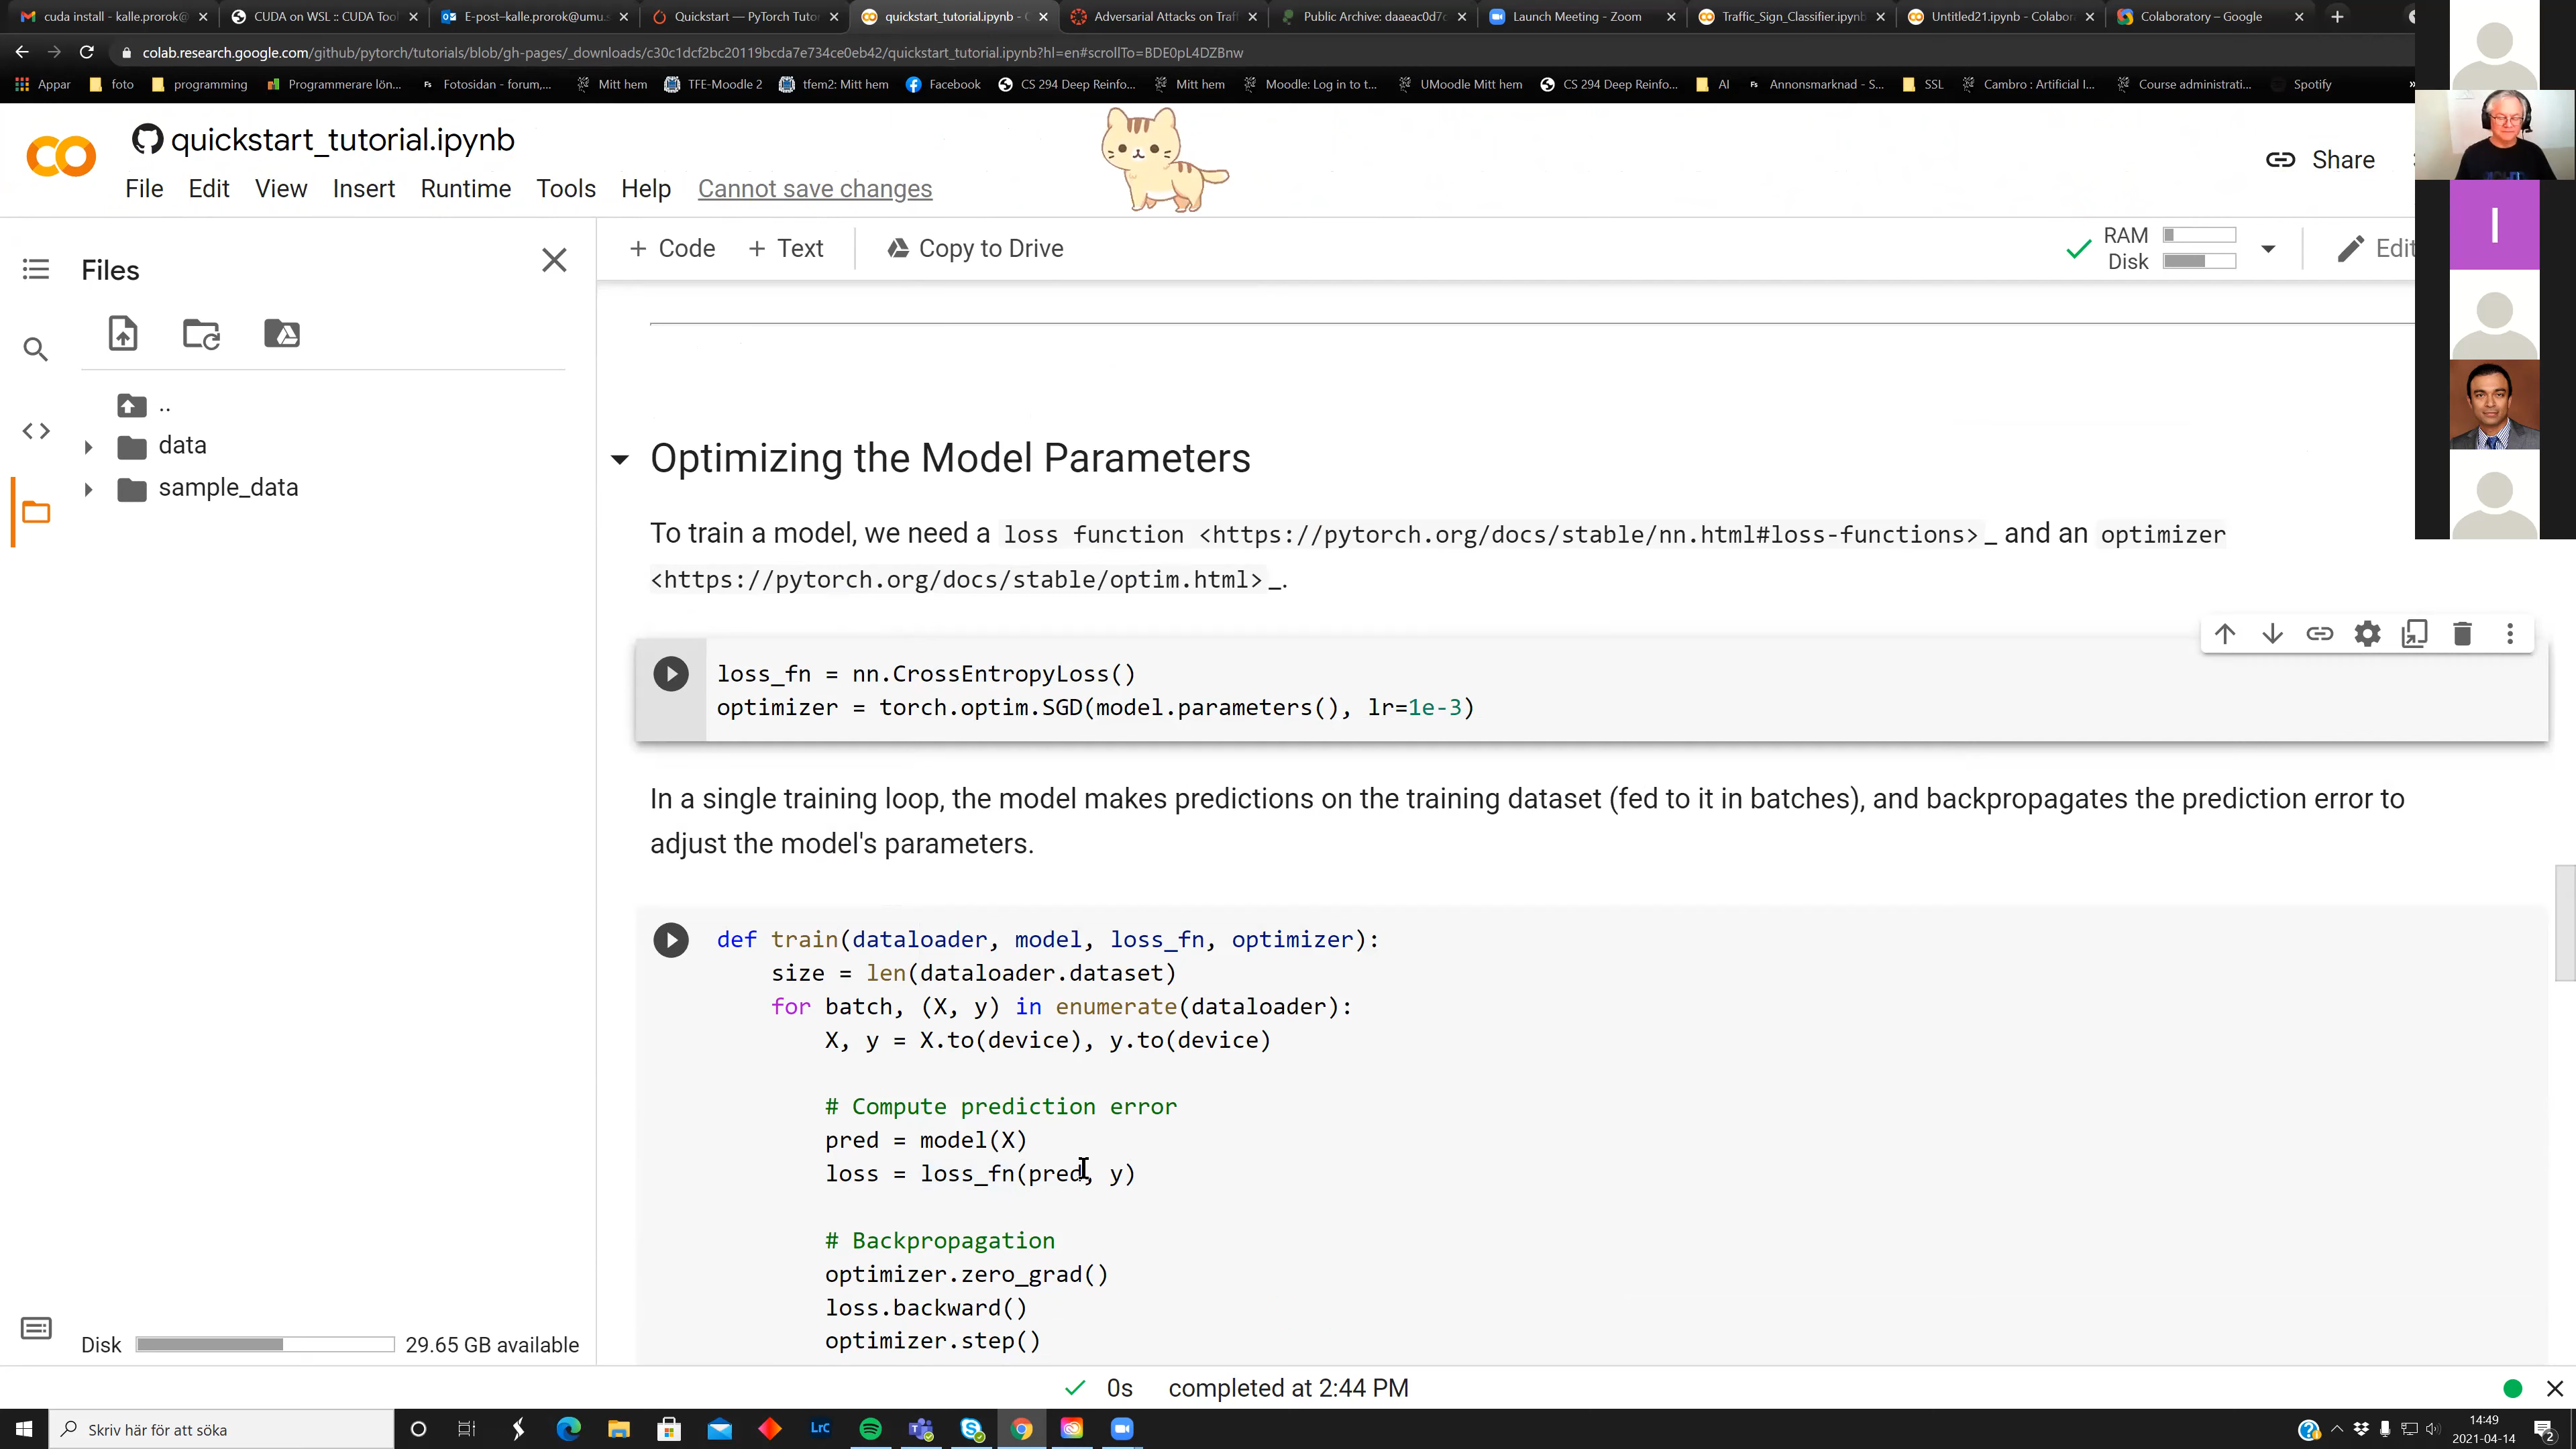 cuda install - kalle.prorok@
CUDA on WSL :: CUDA Tool
E-post–kalle.prorok@umu.s
Quickstart — PyTorch Tutor
quickstart_tutorial.ipynb - C
Adversarial Attacks on Traff
Public Archive: daaeac0d7c
Launch Meeting - Zoom
Traffic_Sign_Classifier.ipynb
Untitled21.ipynb - Colabora
Colaboratory – Google
colab.research.google.com/github/pytorch/tutorials/blob/gh-pages/_downloads/c30c1dcf2bc20119bcda7e734ce0eb42/quickstart_tutorial.ipynb?hl=en#scrollTo=BDE0pL4DZBnw
Appar
foto
programming
Programmerare lön...
Fs Fotosidan - forum,...
Mitt hem
TFE-Moodle 2
tfem2: Mitt hem
Facebook
CS 294 Deep Reinfo...
Mitt hem
Moodle: Log in to t...
UMoodle Mitt hem
CS 294 Deep Reinfo...
AI
Fs Annonsmarknad - S...
SSL
Cambro : Artificial I...
Course administrati...
Spotify
»
quickstart_tutorial.ipynb
File Edit View Insert Runtime Tools Help Cannot save changes
Share
+ Code + Text Copy to Drive
RAM
Disk
Edit
Files
..
data
sample_data
Disk 29.65 GB available
Optimizing the Model Parameters
To train a model, we need a loss function <https://pytorch.org/docs/stable/nn.html#loss-functions>_ and an optimizer
<https://pytorch.org/docs/stable/optim.html>_.
loss_fn = nn.CrossEntropyLoss()
optimizer = torch.optim.SGD(model.parameters(), lr=1e-3)
In a single training loop, the model makes predictions on the training dataset (fed to it in batches), and backpropagates the prediction error to
adjust the model's parameters.
def train(dataloader, model, loss_fn, optimizer):
size = len(dataloader.dataset)
for batch, (X, y) in enumerate(dataloader):
X, y = X.to(device), y.to(device)
# Compute prediction error
pred = model(X)
loss = loss_fn(pred, y)
# Backpropagation
optimizer.zero_grad()
loss.backward()
optimizer.step()
0s completed at 2:44 PM
I
Skriv här för att söka
LrC
14:49
2021-04-14
2